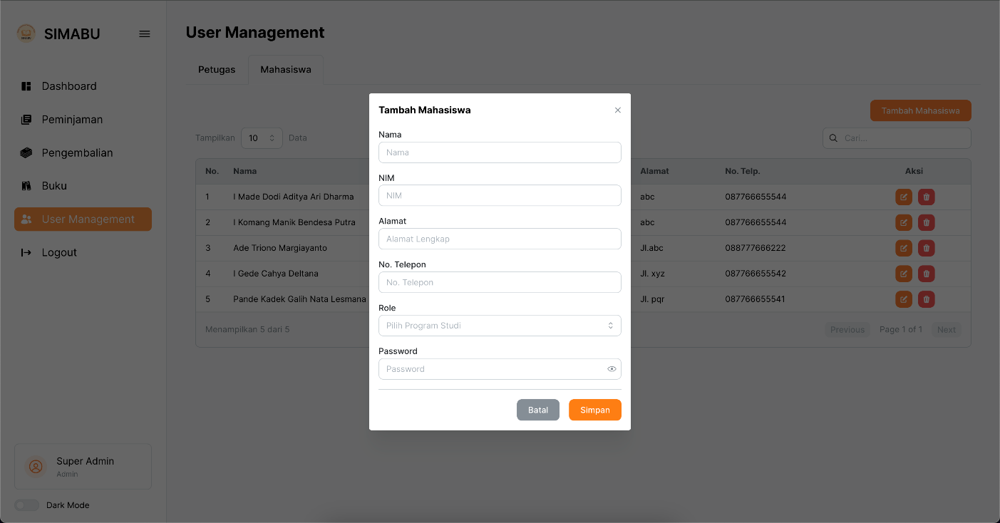 SIMABU
User Management
Petugas
Mahasiswa
Dashboard
Peminjaman
Pengembalian
Buku
User Management
Logout
Super Admin
Admin
Dark Mode
Tambah Mahasiswa
Tampilkan 10 Data
Cari...
No. Nama Alamat No. Telp. Aksi
1 I Made Dodi Aditya Ari Dharma abc 087766655544
2 I Komang Manik Bendesa Putra abc 087766655544
3 Ade Triono Margiayanto Jl.abc 088777666222
4 I Gede Cahya Deltana Jl. xyz 087766655542
5 Pande Kadek Galih Nata Lesmana Jl. pqr 087766655541
Menampilkan 5 dari 5
Previous Page 1 of 1 Next
Tambah Mahasiswa
Nama
Nama
NIM
NIM
Alamat
Alamat Lengkap
No. Telepon
No. Telepon
Role
Pilih Program Studi
Password
Password
Batal
Simpan